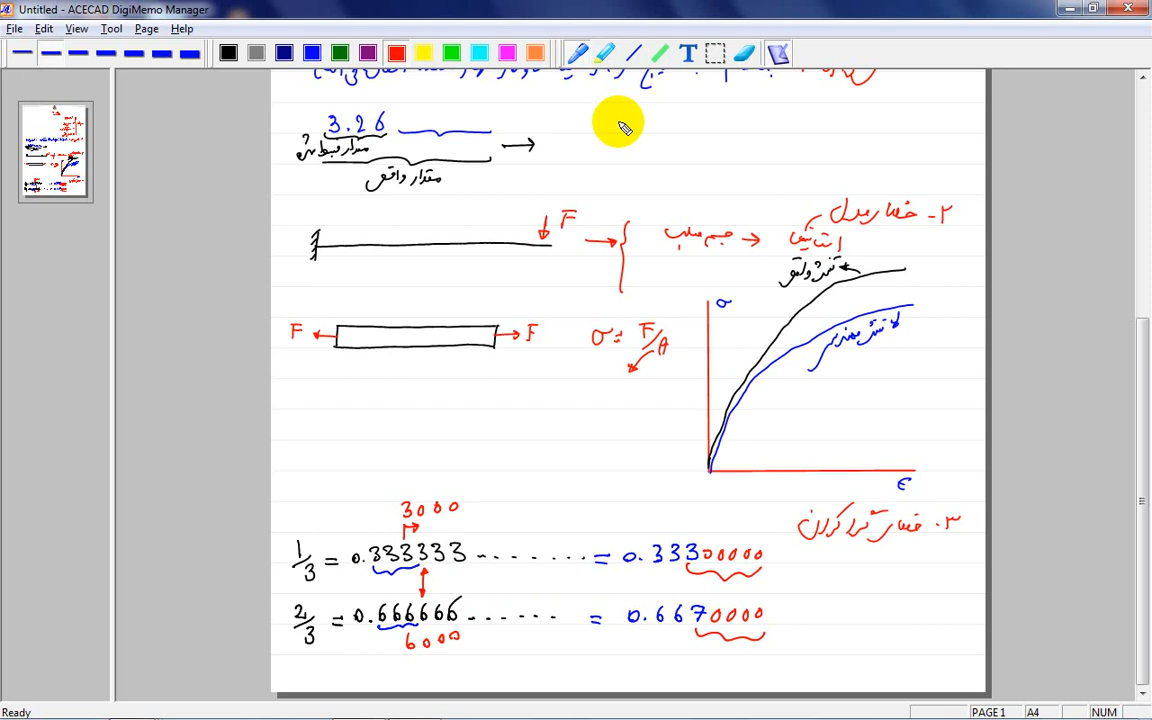 Untitled - ACECAD DigiMemo Manager
File Edit View Tool Page Help
3.26
مقدار واقعی
F
۲- خطای مدل
جسم صلب
استاتیک
تنش واقعی
σ
تنش مهندسی
F F
σ = F/A
ε
۳- خطای گرد کردن
3000
1/3 = 0.333333 ........ = 0.33300000
2/3 = 0.666666 ....... = 0.6670000
6000
Ready PAGE 1 A4 NUM